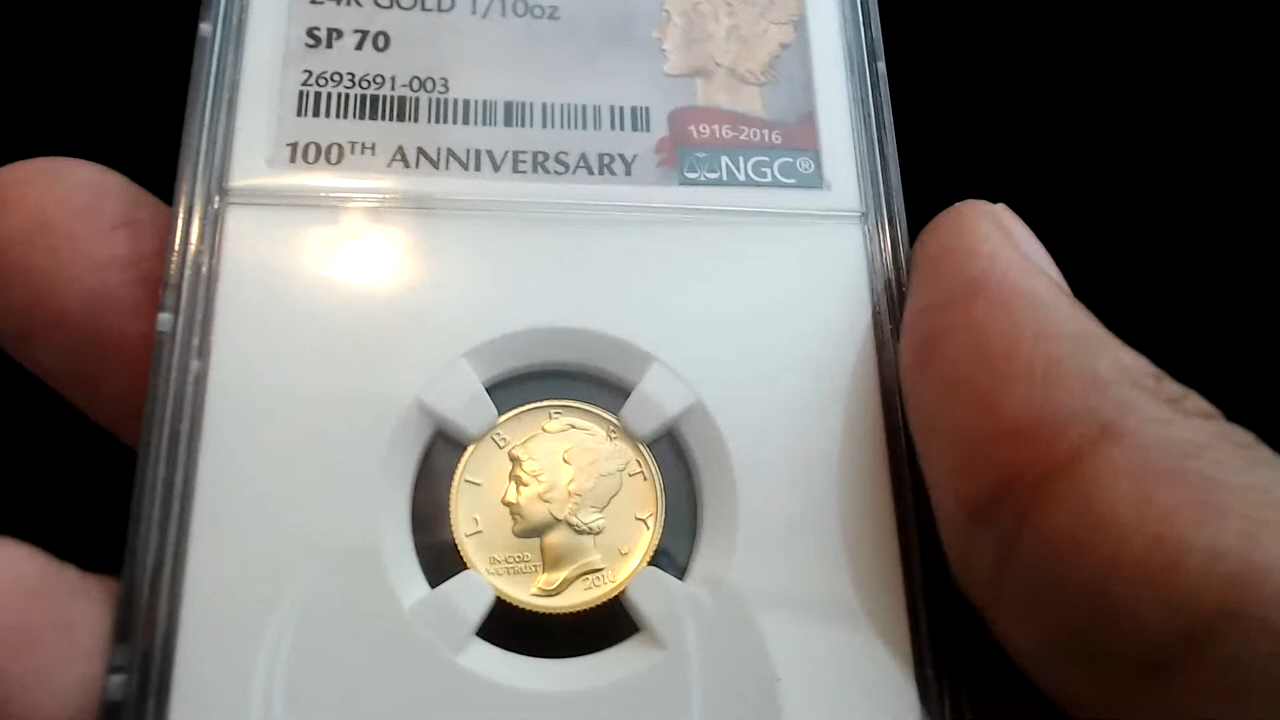 24K GOLD 1/10oz
SP 70
2693691-003
1916-2016
100TH ANNIVERSARY
NGC®
LIBERTY
IN·GOD
WE·TRUST
2016
W